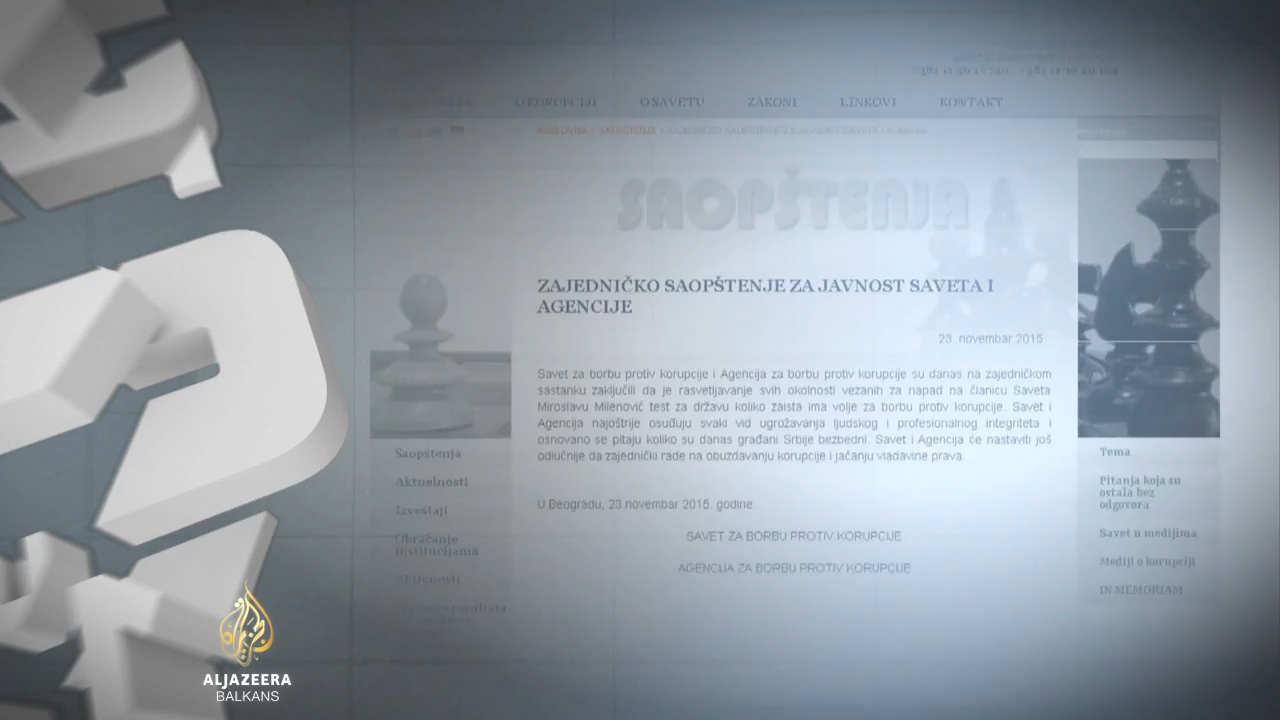 O KORUPCIJI O SAVETU ZAKONI LINKOVI KONTAKT
SAOPŠTENJA
ZAJEDNIČKO SAOPŠTENJE ZA JAVNOST SAVETA I
AGENCIJE
23. novembar 2015
Savet za borbu protiv korupcije i Agencija za borbu protiv korupcije su danas na zajedničkom
sastanku zaključili da je rasvetljavanje svih okolnosti vezanih za napad na članicu Saveta
Miroslavu Milenović test za državu koliko zaista ima volje za borbu protiv korupcije. Savet i
Agencija najoštrije osuđuju svaki vid ugrožavanja ljudskog i profesionalnog integriteta i
osnovano se pitaju koliko su danas građani Srbije bezbedni. Savet i Agencija će nastaviti još
odlučnije da zajednički rade na obuzdavanju korupcije i jačanju vladavine prava.
U Beogradu, 23.novembar 2015. godine.
SAVET ZA BORBU PROTIV KORUPCIJE
AGENCIJA ZA BORBU PROTIV KORUPCIJE
Saopštenja
Aktuelnosti
Izveštaji
Obraćanje
institucijama
Tema
Pitanja koja su
ostala bez
odgovora
Savet u medijima
Mediji o korupciji
IN MEMORIAM
ALJAZEERA
BALKANS